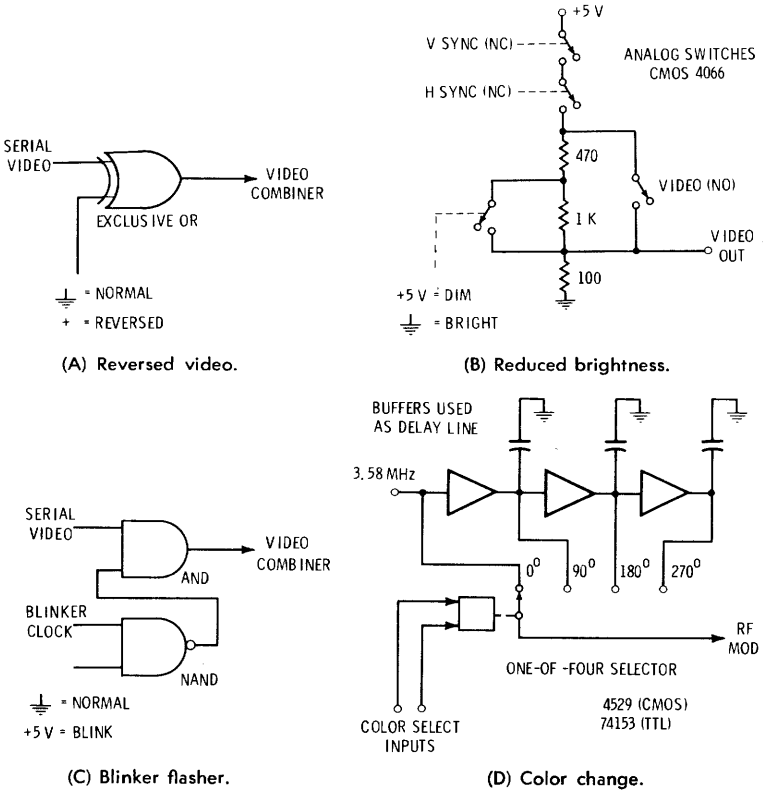 SERIAL
VIDEO
VIDEO
COMBINER
EXCLUSIVE OR
⏚ = NORMAL
+ = REVERSED
(A) Reversed video.
+5 V
V SYNC (NC)
H SYNC (NC)
ANALOG SWITCHES
CMOS 4066
470
VIDEO (NO)
1 K
VIDEO
OUT
100
+5 V = DIM
⏚ = BRIGHT
(B) Reduced brightness.
SERIAL
VIDEO
VIDEO
COMBINER
AND
BLINKER
CLOCK
NAND
⏚ = NORMAL
+5 V = BLINK
(C) Blinker flasher.
BUFFERS USED
AS DELAY LINE
3.58 MHz
0° 90° 180° 270°
RF
MOD
ONE-OF-FOUR SELECTOR
4529 (CMOS)
74153 (TTL)
COLOR SELECT
INPUTS
(D) Color change.